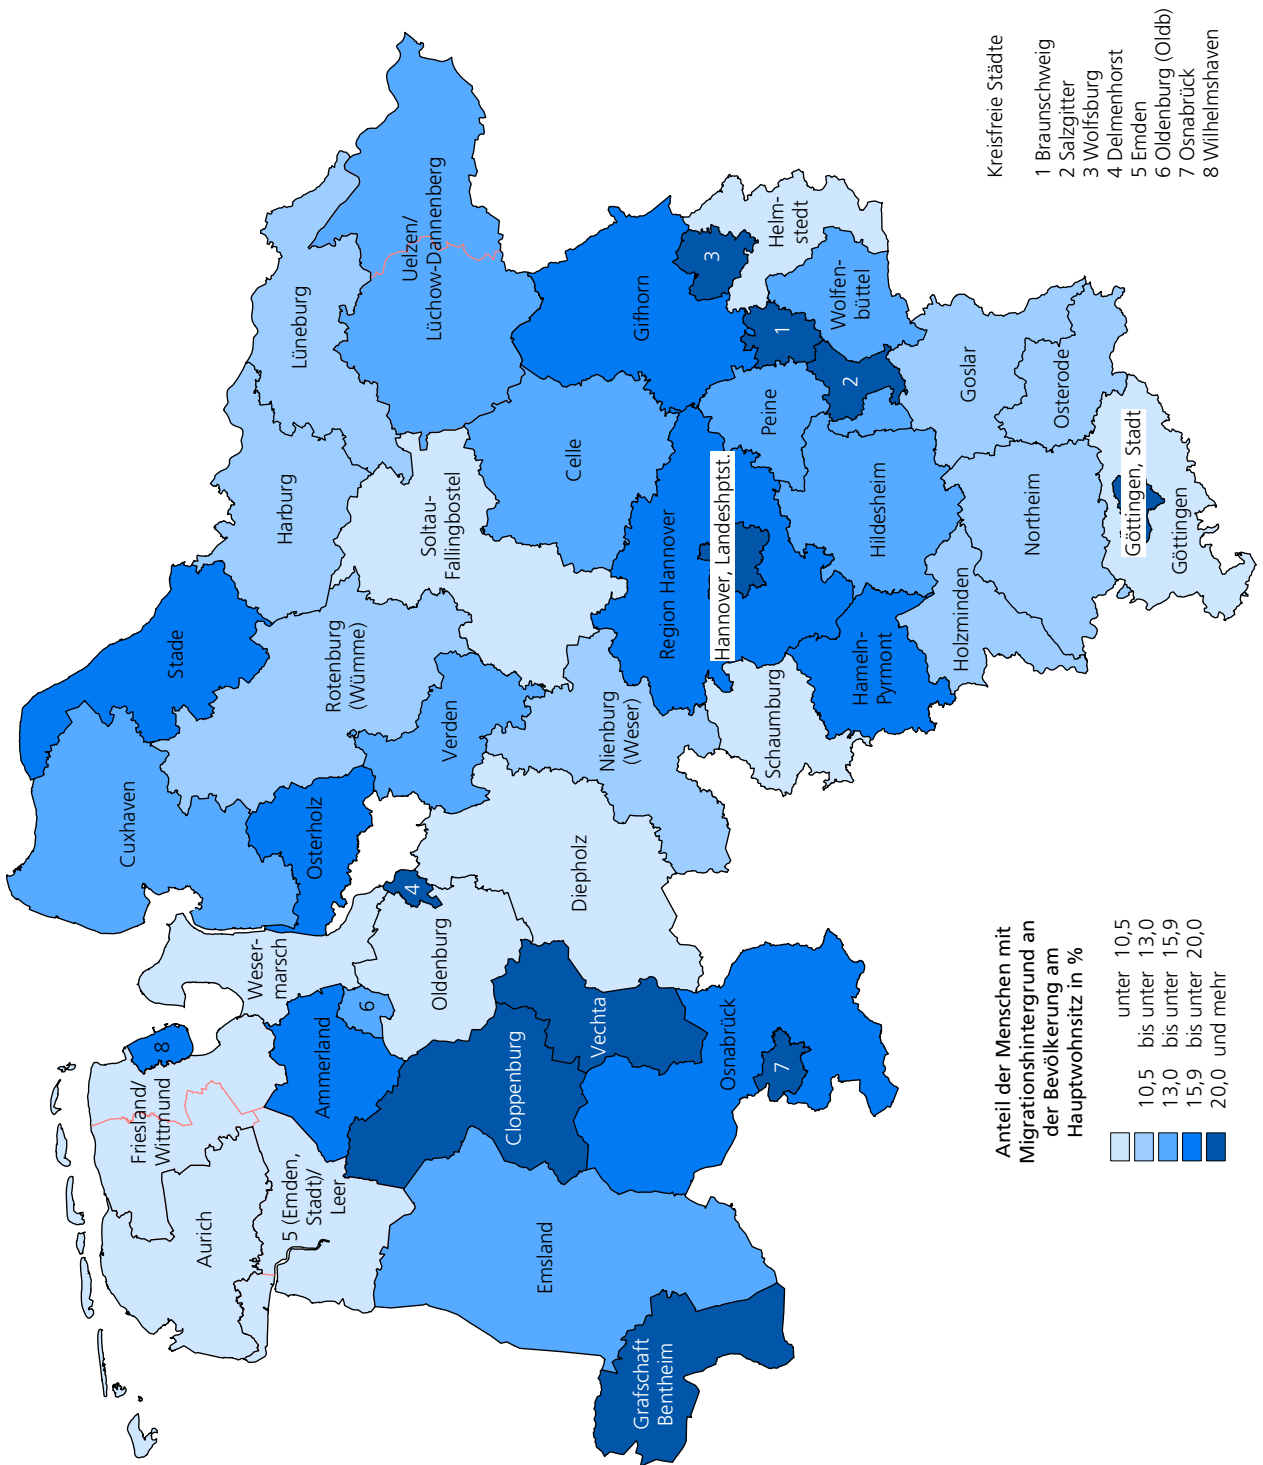 Kreisfreie Städte
1 Braunschweig
2 Salzgitter
3 Wolfsburg
4 Delmenhorst
5 Emden
6 Oldenburg (Oldb)
7 Osnabrück
8 Wilhelmshaven
Anteil der Menschen mit
Migrationshintergrund an
der Bevölkerung am
Hauptwohnsitz in %
unter 10,5
10,5 bis unter 13,0
13,0 bis unter 15,9
15,9 bis unter 20,0
20,0 und mehr
Cuxhaven
Stade
Harburg
Lüneburg
Uelzen/
Lüchow-Dannenberg
Osterholz
Rotenburg
(Wümme)
Soltau-
Fallingbostel
Verden
Celle
Gifhorn
Friesland/
Wittmund
8
Aurich
5 (Emden,
Stadt)/
Leer
Weser-
marsch
Ammerland
6
Oldenburg
4
Diepholz
Nienburg
(Weser)
Region Hannover
Hannover, Landeshptst.
Cloppenburg
Vechta
Emsland
Grafschaft
Bentheim
Osnabrück
7
Schaumburg
Hameln-
Pyrmont
Hildesheim
Peine
3
1
2
Helm-
stedt
Wolfen-
büttel
Holzminden
Northeim
Goslar
Osterode
Göttingen, Stadt
Göttingen